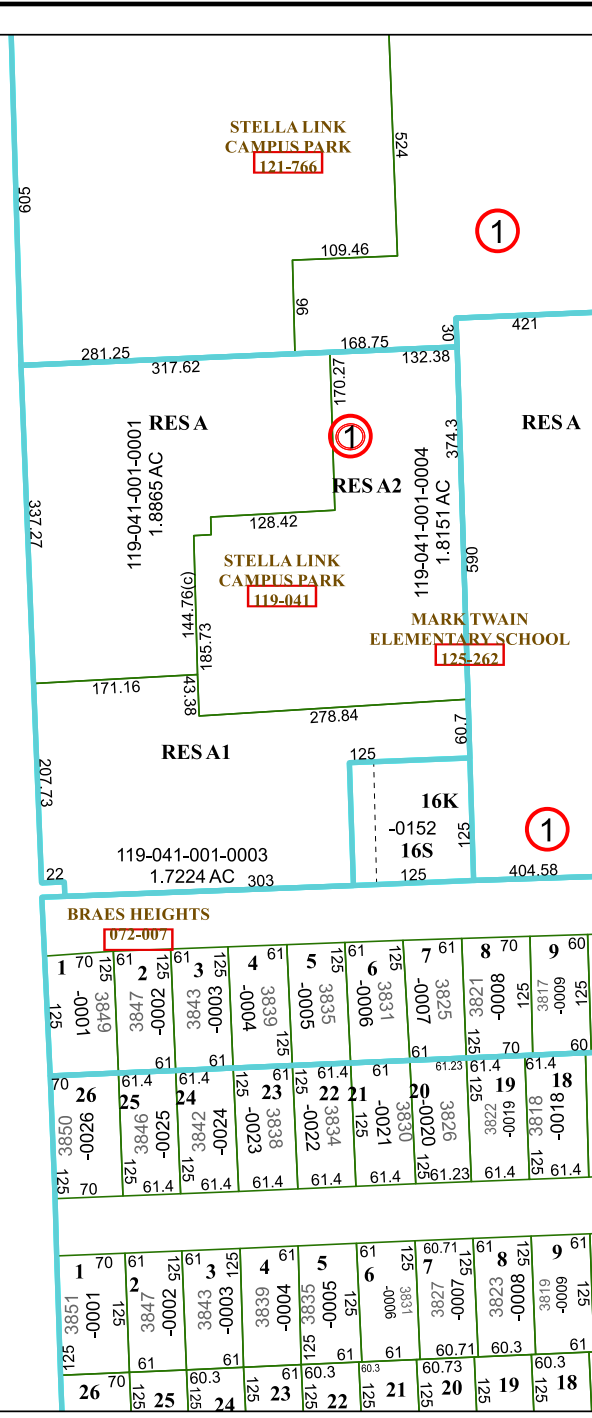 STELLA LINK
CAMPUS PARK
121-766
524
605
1
109.46
96
30
421
281.25
168.75
317.62
132.38
170.27
RES A
1
RES A
119-041-001-0001
1.8865 AC
374.3
RES A2
119-041-001-0004
1.8151 AC
337.27
128.42
590
STELLA LINK
CAMPUS PARK
119-041
144.76(c)
185.73
MARK TWAIN
ELEMENTARY SCHOOL
125-262
171.16
43.38
278.84
60.7
RES A1
125
207.73
16K
-0152
16S
125
1
119-041-001-0003
1.7224 AC
22
303
125
404.58
BRAES HEIGHTS
072-007
1 70 125 61 2 125 61 3 125 4 61 5 125 61 6 125 7 61 8 70 9 60
125 -0001 3849 3847 -0002 3843 -0003 -0004 3839 125 -0005 3835 -0006 3831 -0007 3825 3821 -0008 125 3817 -0009 125
61 61 61 125 70 60
70 26 61.4 25 61.4 24 125 61 23 125 61.4 22 21 61 20 61.23 61.4 125 19 61.4 18
3850 -0026 3846 -0025 3842 -0024 -0023 3838 -0022 3834 125 -0021 3830 -0020 3826 3822 -0019 3818 -0018
125 70 125 61.4 125 61.4 61.4 61.4 125 61.23 61.4 125 61.4
1 70 61 2 125 61 3 125 4 61 5 61 6 125 60.71 7 125 61 8 125 9 61
3851 -0001 125 3847 -0002 3843 -0003 3839 -0004 3835 -0005 125 -0006 3831 3827 -0007 3823 -0008 3819 -0009
125 61 61 125 61 61 60.71 60.3 61
26 70 125 25 60.3 125 24 61 125 23 60.3 125 22 60.3 125 21 60.73 125 20 125 19 60.3 125 18